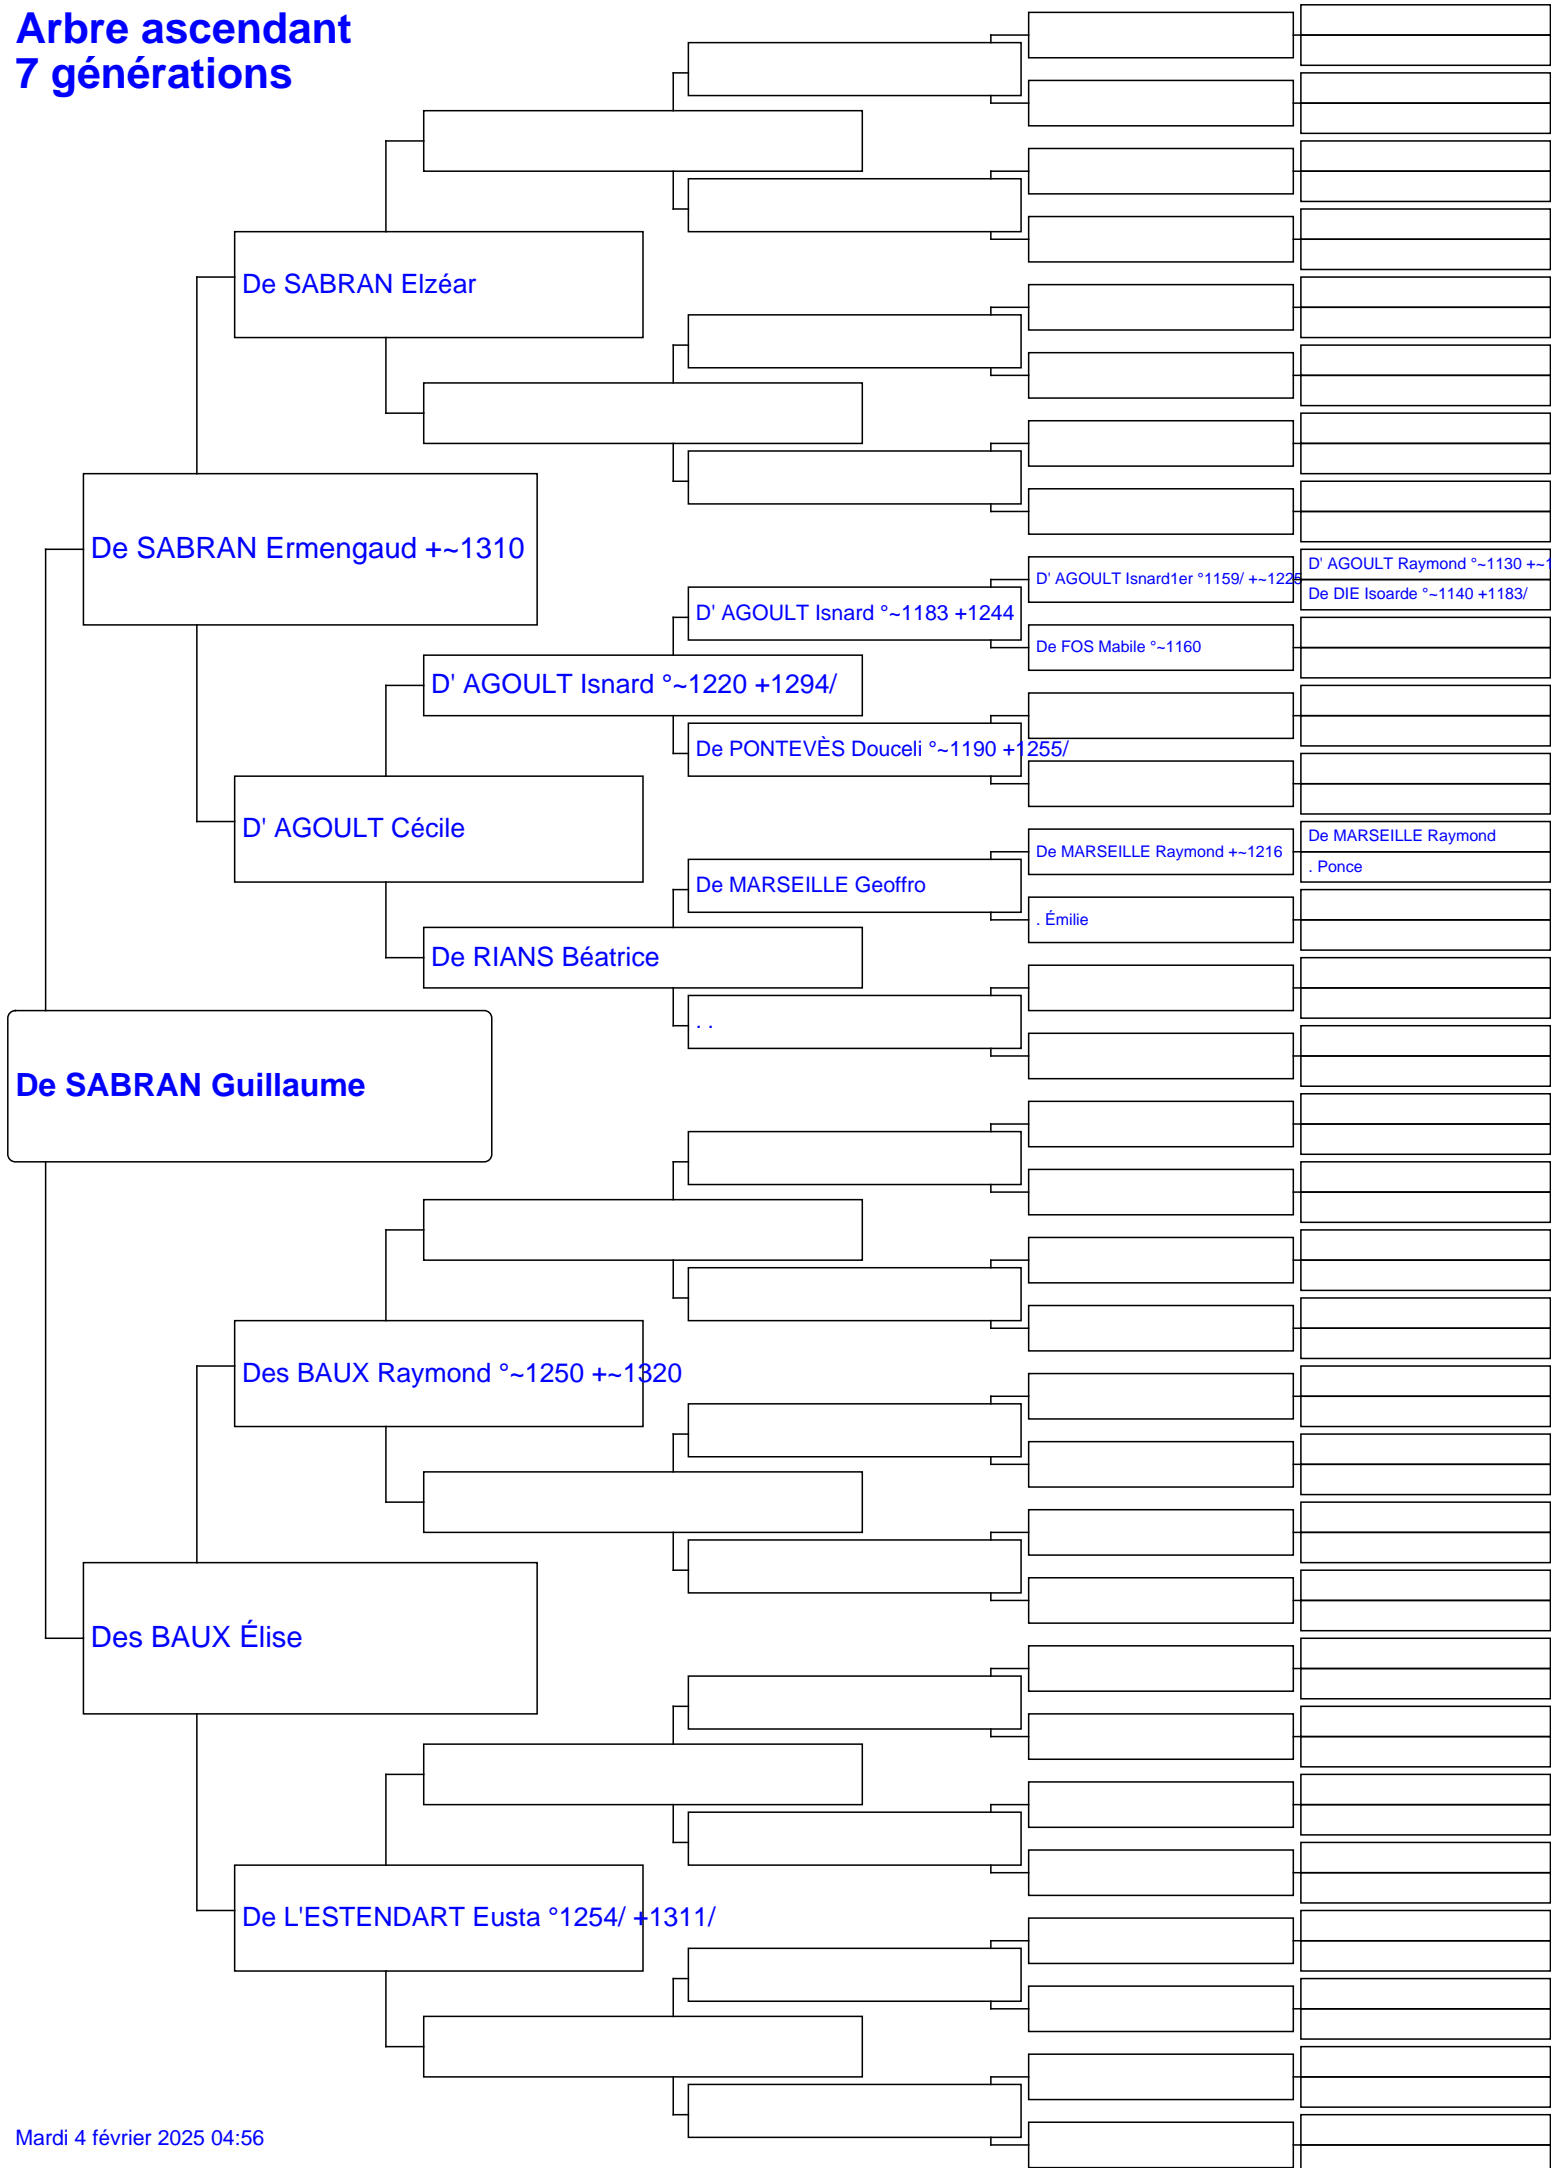 Arbre ascendant
7 générations
De SABRAN Elzéar
De SABRAN Ermengaud +~1310
D' AGOULT Raymond °~1130 +~1
D' AGOULT Isnard1er °1159/ +~1225
De DIE Isoarde °~1140 +1183/
D' AGOULT Isnard °~1183 +1244
De FOS Mabile °~1160
D' AGOULT Isnard °~1220 +1294/
De PONTEVÈS Douceli °~1190 +1255/
D' AGOULT Cécile
De MARSEILLE Raymond
De MARSEILLE Raymond +~1216
. Ponce
De MARSEILLE Geoffro
. Émilie
De RIANS Béatrice
. .
De SABRAN Guillaume
Des BAUX Raymond °~1250 +~1320
Des BAUX Élise
De L'ESTENDART Eusta °1254/ +1311/
Mardi 4 février 2025 04:56